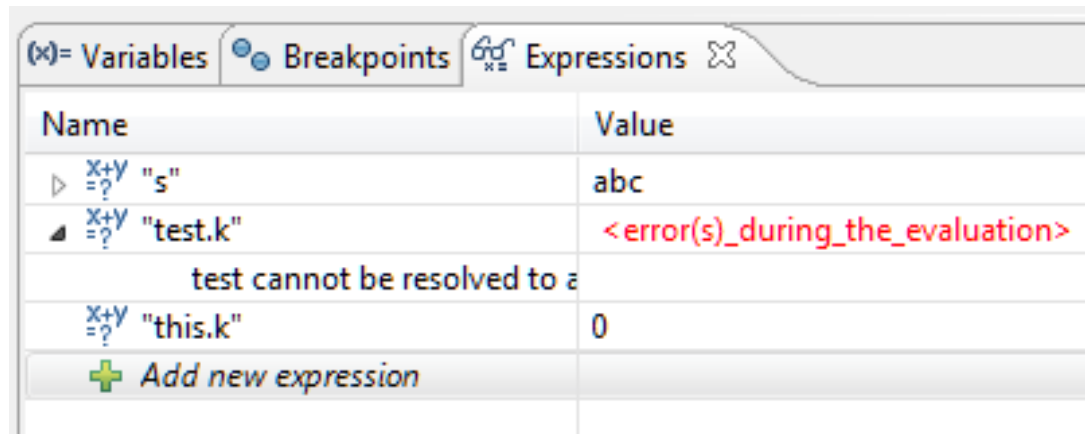 (x)= Variables Breakpoints Expressions
Name Value
x+y=? "s" abc
x+y=? "test.k" <error(s)_during_the_evaluation>
test cannot be resolved to a
x+y=? "this.k" 0
Add new expression